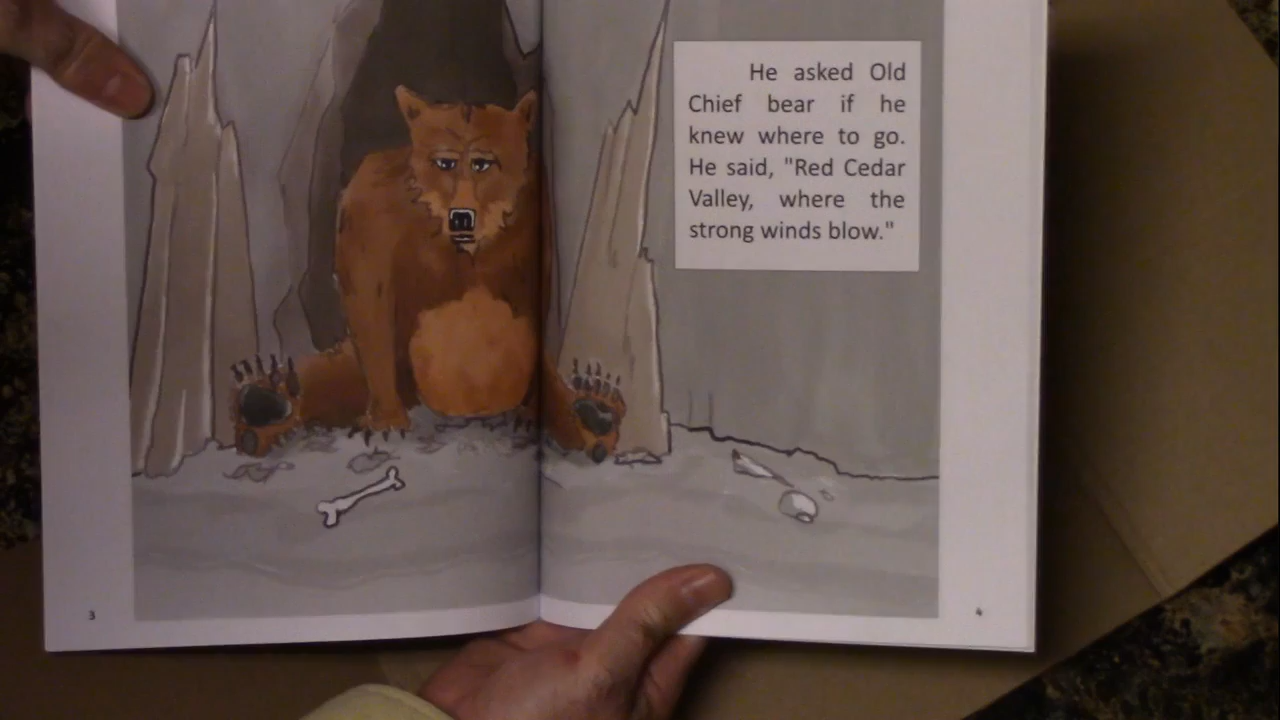 He asked Old
Chief bear if he
knew where to go.
He said, "Red Cedar
Valley, where the
strong winds blow."
3
4